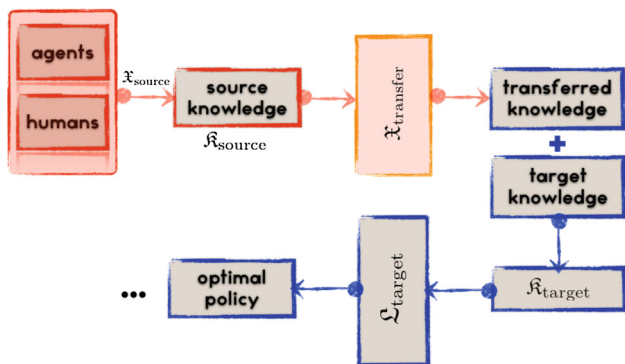 agents
𝔛source
humans
source
knowledge
𝔎source
𝔛transfer
transferred
knowledge
+
target
knowledge
𝔎target
𝔏target
optimal
policy
...